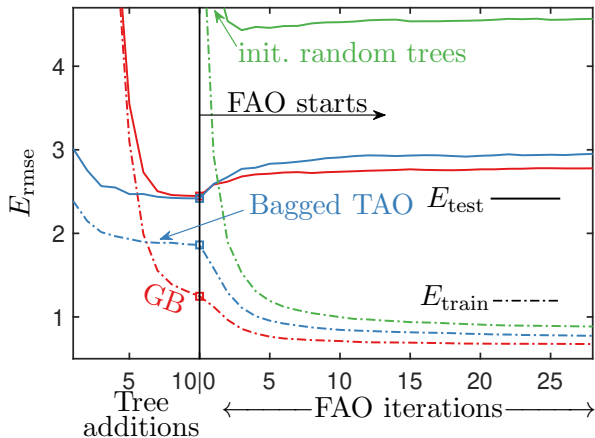 4
init. random trees
FAO starts
3
E_rmse
E_test
Bagged TAO
2
GB
E_train
1
5 10 0 5 10 15 20 25
Tree additions
FAO iterations